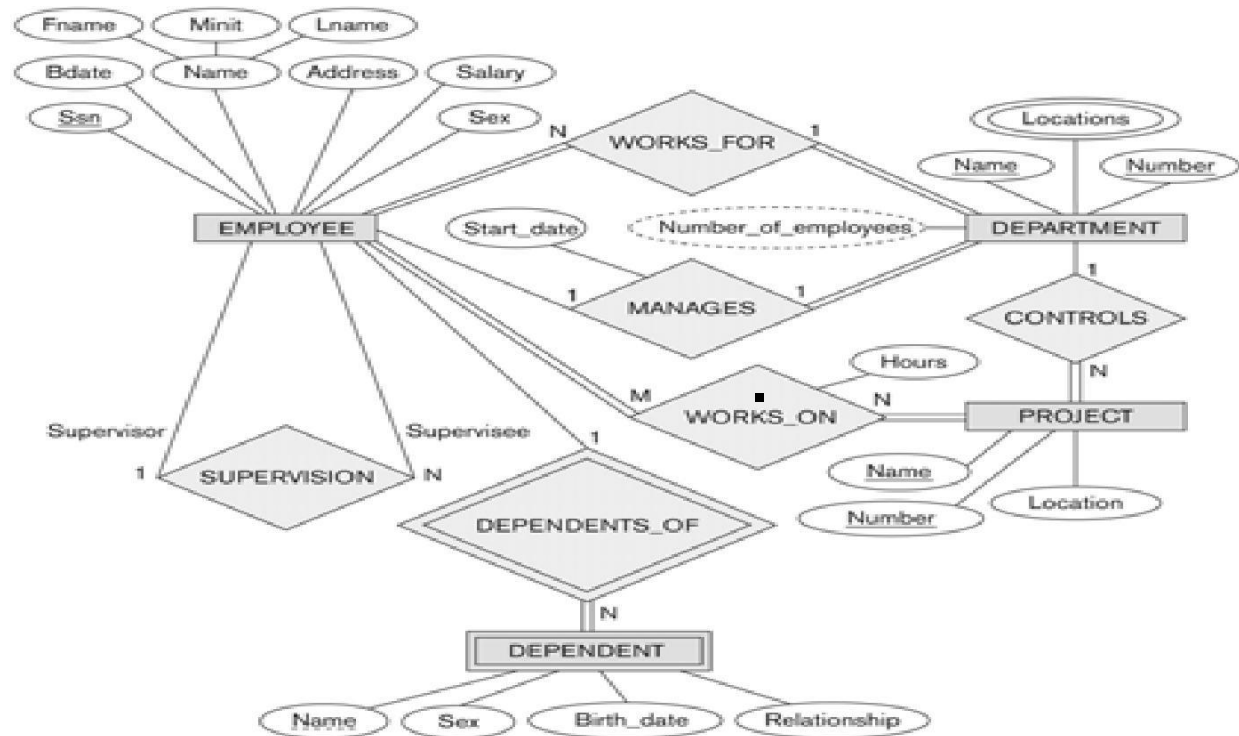 Fname Minit Lname
Bdate Name Address Salary
Ssn Sex
N WORKS_FOR 1
Locations
Name Number
EMPLOYEE
Start_date
Number_of_employees
DEPARTMENT
1 MANAGES 1
1
CONTROLS
N
Hours
M WORKS_ON N
PROJECT
Name
Number
Location
Supervisor
Supervisee
1 SUPERVISION N
1
DEPENDENTS_OF
N
DEPENDENT
Name Sex Birth_date Relationship